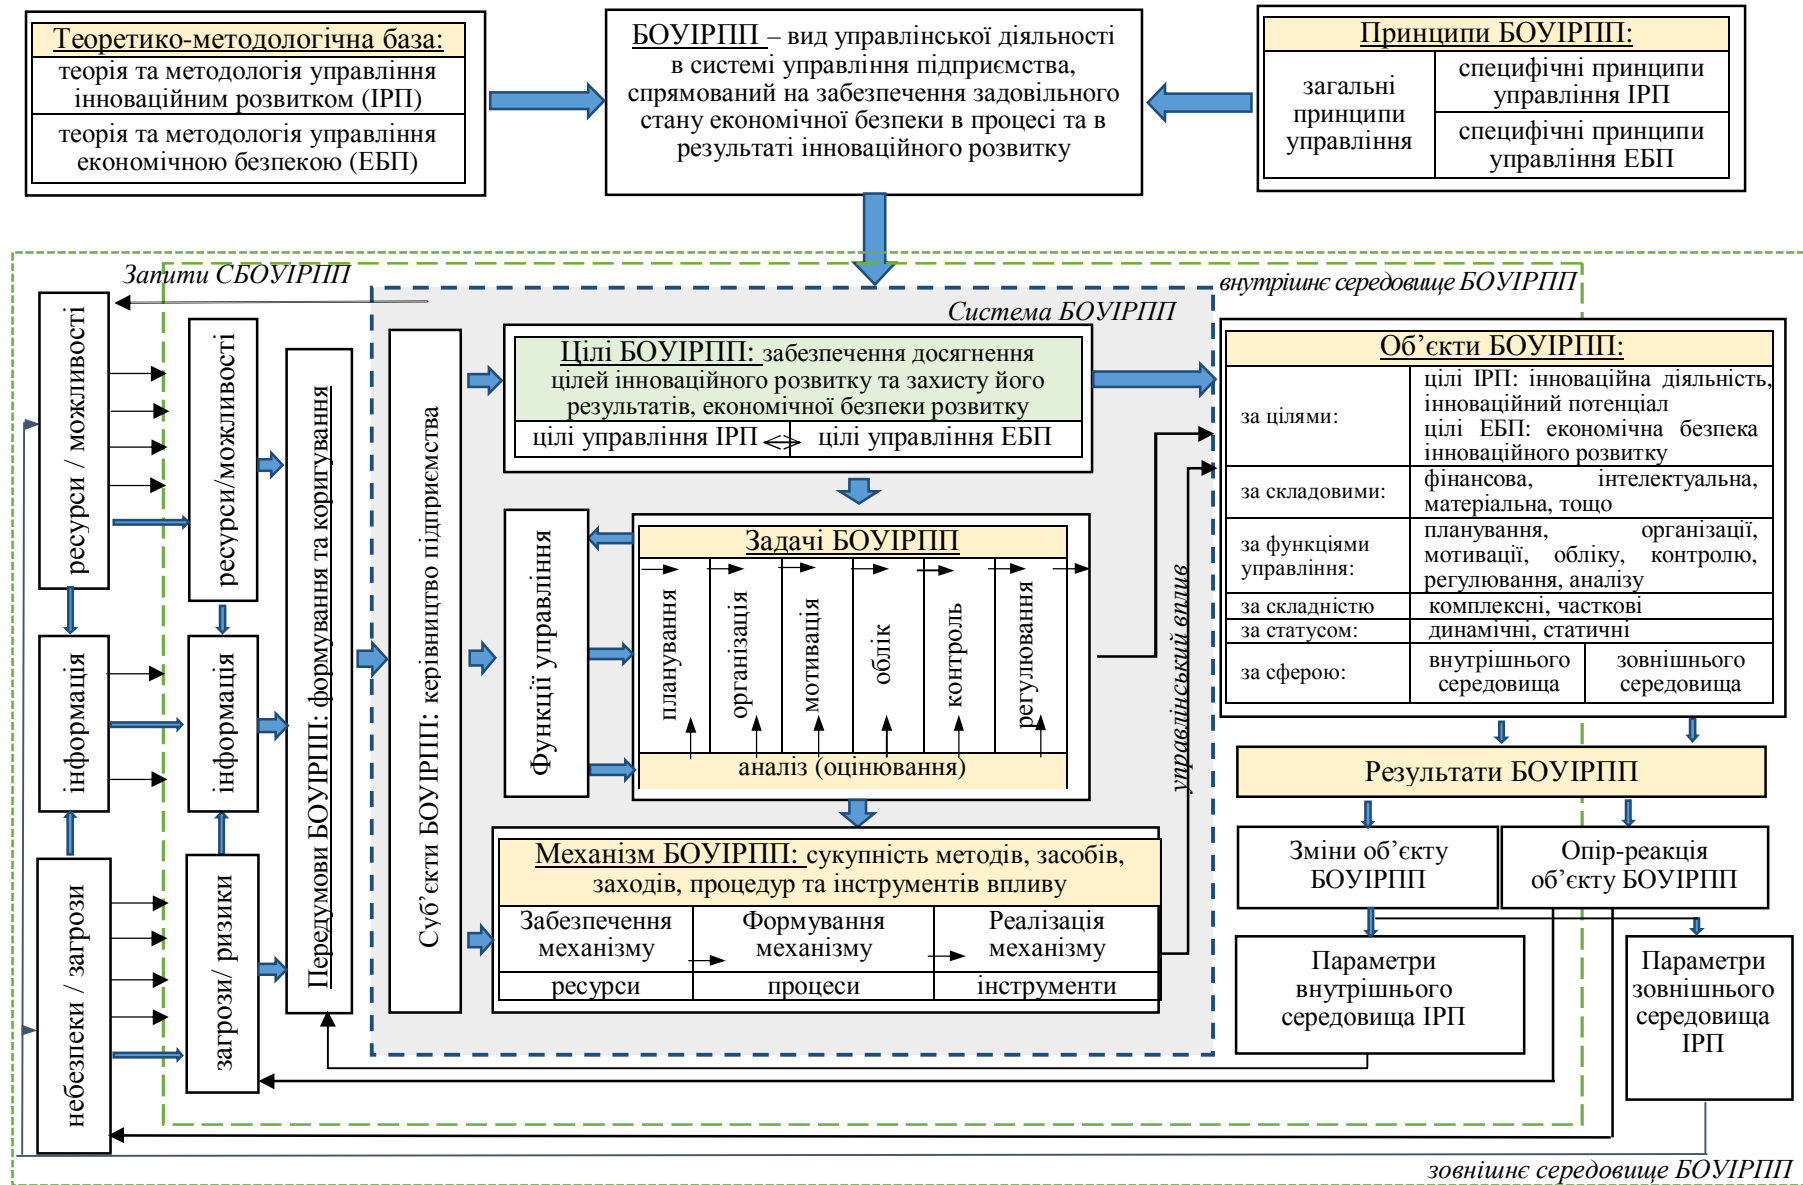 Теоретико-методологічна база:
теорія та методологія управління
інноваційним розвитком (ІРП)
теорія та методологія управління
економічною безпекою (ЕБП)
БОУІРПП – вид управлінської діяльності
в системі управління підприємства,
спрямований на забезпечення задовільного
стану економічної безпеки в процесі та в
результаті інноваційного розвитку
Принципи БОУІРПП:
загальні
принципи
управління
специфічні принципи
управління ІРП
специфічні принципи
управління ЕБП
Запити СБОУІРПП
внутрішнє середовище БОУІРПП
Система БОУІРПП
ресурси / можливості
інформація
небезпеки / загрози
ресурси/можливості
інформація
загрози/ ризики
Передумови БОУІРПП: формування та коригування
Суб’єкти БОУІРПП: керівництво підприємства
Цілі БОУІРПП: забезпечення досягнення
цілей інноваційного розвитку та захисту його
результатів, економічної безпеки розвитку
цілі управління ІРП
цілі управління ЕБП
Функції управління
Задачі БОУІРПП
планування
організація
мотивація
облік
контроль
регулювання
аналіз (оцінювання)
Механізм БОУІРПП: сукупність методів, засобів,
заходів, процедур та інструментів впливу
Забезпечення
механізму
Формування
механізму
Реалізація
механізму
ресурси
процеси
інструменти
управлінський вплив
Об’єкти БОУІРПП:
за цілями:
цілі ІРП: інноваційна діяльність,
інноваційний потенціал
цілі ЕБП: економічна безпека
інноваційного розвитку
за складовими:
фінансова, інтелектуальна,
матеріальна, тощо
за функціями
управління:
планування, організації,
мотивації, обліку, контролю,
регулювання, аналізу
за складністю
комплексні, часткові
за статусом:
динамічні, статичні
за сферою:
внутрішнього
середовища
зовнішнього
середовища
Результати БОУІРПП
Зміни об’єкту
БОУІРПП
Опір-реакція
об’єкту БОУІРПП
Параметри
внутрішнього
середовища ІРП
Параметри
зовнішнього
середовища
ІРП
зовнішнє середовище БОУІРПП